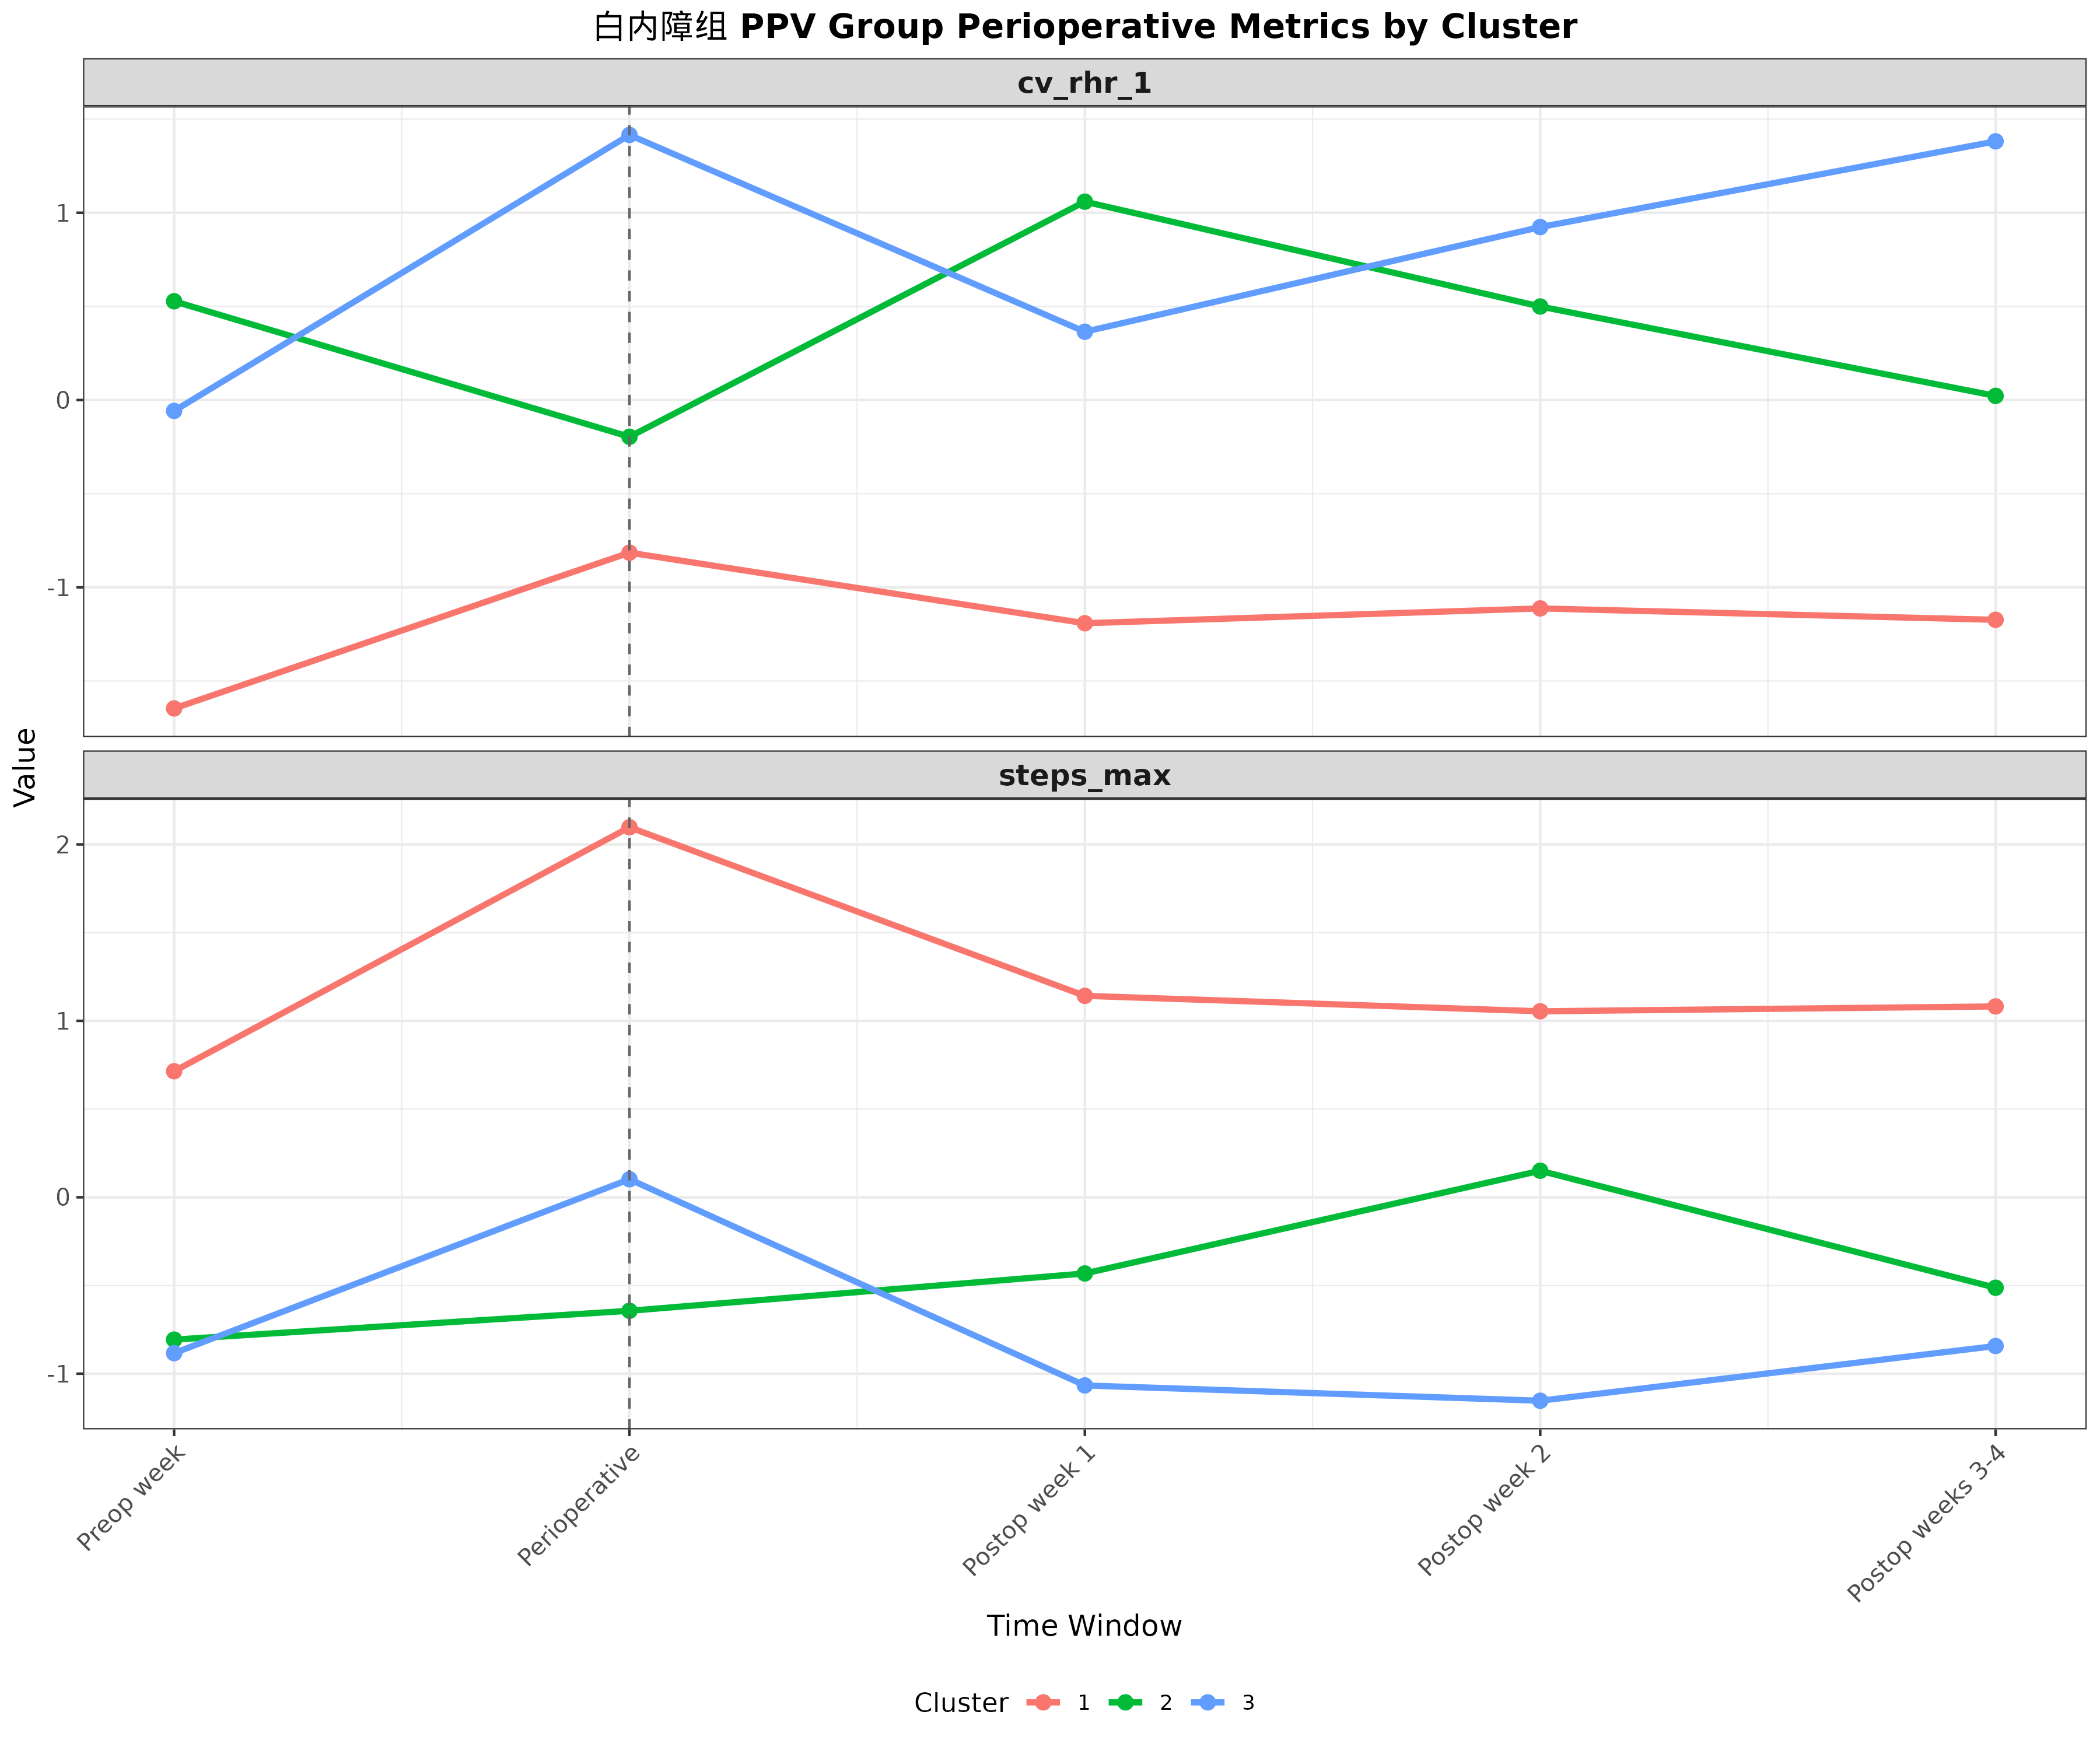 白内障组 PPV Group Perioperative Metrics by Cluster
cv_rhr_1
1
0
-1
Value
steps_max
2
1
0
-1
Preop week
Perioperative
Postop week 1
Postop week 2
Postop weeks 3-4
Time Window
Cluster 1 2 3